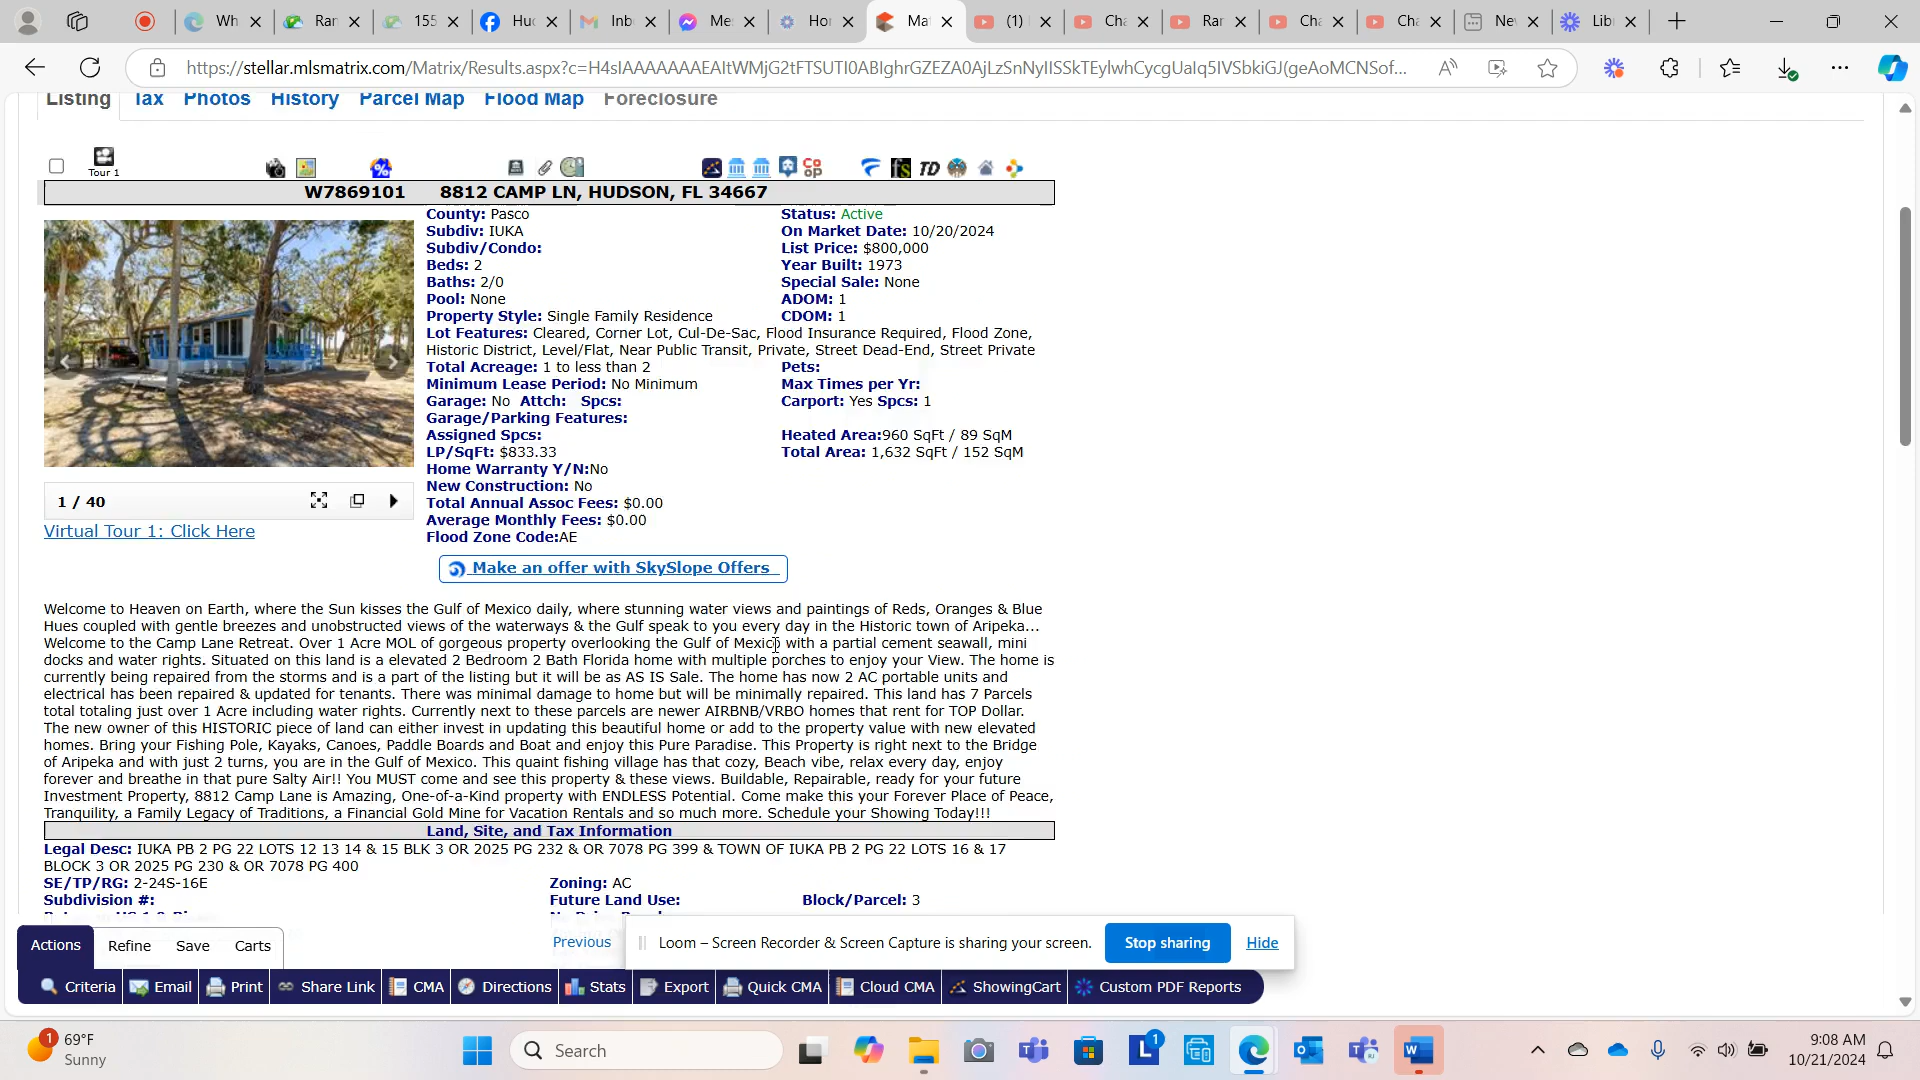 Wh
Ran
155
Huc
Inb
Me
Hor
Ma
(1)
Cha
Rar
Cha
Cha
Ne
Lib
https://stellar.mlsmatrix.com/Matrix/Results.aspx?c=H4sIAAAAAAAEAItWMjG2tFTSUTI0ABIghrGZEZA0AjLzSnNyIISSkTEylwhCycgUaIq5IVSbkiGJ(geAoMCNSof...
Listing Tax Photos History Parcel Map Flood Map Foreclosure
Tour 1
W7869101 8812 CAMP LN, HUDSON, FL 34667
County: Pasco Status: Active
Subdiv: IUKA On Market Date: 10/20/2024
Subdiv/Condo: List Price: $800,000
Beds: 2 Year Built: 1973
Baths: 2/0 Special Sale: None
Pool: None ADOM: 1
Property Style: Single Family Residence CDOM: 1
Lot Features: Cleared, Corner Lot, Cul-De-Sac, Flood Insurance Required, Flood Zone,
Historic District, Level/Flat, Near Public Transit, Private, Street Dead-End, Street Private
Total Acreage: 1 to less than 2 Pets:
Minimum Lease Period: No Minimum Max Times per Yr:
Garage: No Attch: Spcs: Carport: Yes Spcs: 1
Garage/Parking Features:
Assigned Spcs: Heated Area:960 SqFt / 89 SqM
LP/SqFt: $833.33 Total Area: 1,632 SqFt / 152 SqM
Home Warranty Y/N:No
New Construction: No
Total Annual Assoc Fees: $0.00
Average Monthly Fees: $0.00
Flood Zone Code:AE
1 / 40
Virtual Tour 1: Click Here
Make an offer with SkySlope Offers
Welcome to Heaven on Earth, where the Sun kisses the Gulf of Mexico daily, where stunning water views and paintings of Reds, Oranges & Blue
Hues coupled with gentle breezes and unobstructed views of the waterways & the Gulf speak to you every day in the Historic town of Aripeka...
Welcome to the Camp Lane Retreat. Over 1 Acre MOL of gorgeous property overlooking the Gulf of Mexico with a partial cement seawall, mini
docks and water rights. Situated on this land is a elevated 2 Bedroom 2 Bath Florida home with multiple porches to enjoy your View. The home is
currently being repaired from the storms and is a part of the listing but it will be as AS IS Sale. The home has now 2 AC portable units and
electrical has been repaired & updated for tenants. There was minimal damage to home but will be minimally repaired. This land has 7 Parcels
total totaling just over 1 Acre including water rights. Currently next to these parcels are newer AIRBNB/VRBO homes that rent for TOP Dollar.
The new owner of this HISTORIC piece of land can either invest in updating this beautiful home or add to the property value with new elevated
homes. Bring your Fishing Pole, Kayaks, Canoes, Paddle Boards and Boat and enjoy this Pure Paradise. This Property is right next to the Bridge
of Aripeka and with just 2 turns, you are in the Gulf of Mexico. This quaint fishing village has that cozy, Beach vibe, relax every day, enjoy
forever and breathe in that pure Salty Air!! You MUST come and see this property & these views. Buildable, Repairable, ready for your future
Investment Property, 8812 Camp Lane is Amazing, One-of-a-Kind property with ENDLESS Potential. Come make this your Forever Place of Peace,
Tranquility, a Family Legacy of Traditions, a Financial Gold Mine for Vacation Rentals and so much more. Schedule your Showing Today!!!
Land, Site, and Tax Information
Legal Desc: IUKA PB 2 PG 22 LOTS 12 13 14 & 15 BLK 3 OR 2025 PG 232 & OR 7078 PG 399 & TOWN OF IUKA PB 2 PG 22 LOTS 16 & 17
BLOCK 3 OR 2025 PG 230 & OR 7078 PG 400
SE/TP/RG: 2-24S-16E Zoning: AC
Subdivision #: Future Land Use: Block/Parcel: 3
Actions Refine Save Carts Previous
Loom – Screen Recorder & Screen Capture is sharing your screen. Stop sharing Hide
Criteria Email Print Share Link CMA Directions Stats Export Quick CMA Cloud CMA ShowingCart Custom PDF Reports
1 69°F
Sunny
Search
1
9:08 AM
10/21/2024